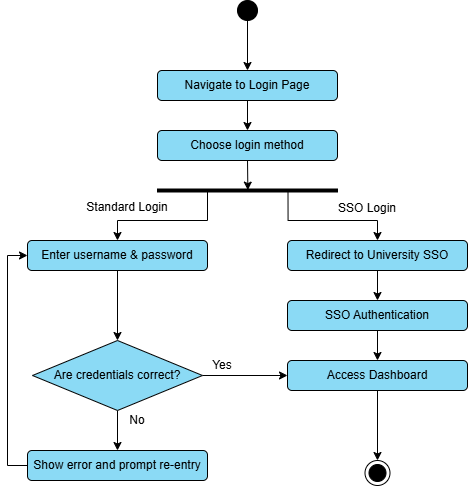 Navigate to Login Page
Choose login method
Standard Login
SSO Login
Enter username & password
Redirect to University SSO
SSO Authentication
Are credentials correct?
Yes
Access Dashboard
No
Show error and prompt re-entry